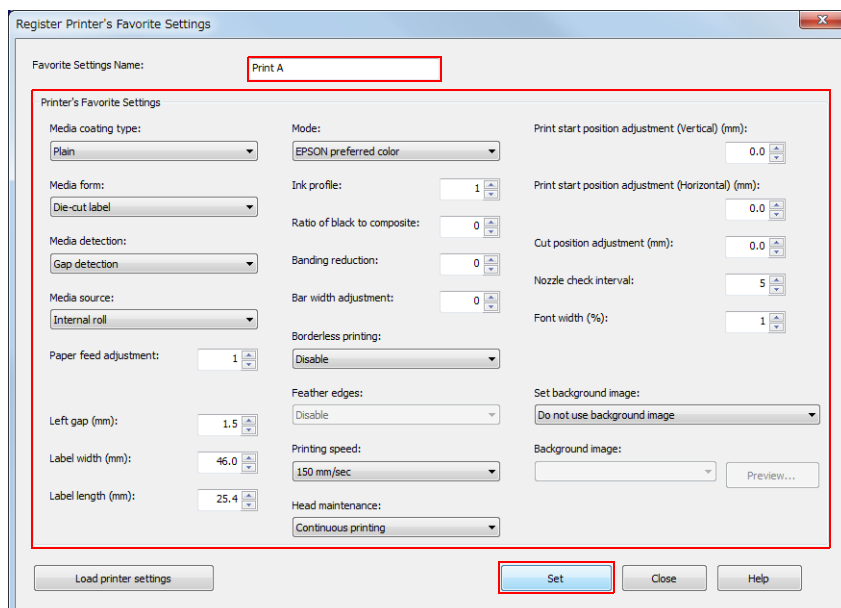 Register Printer's Favorite Settings
Favorite Settings Name:
Print A
Printer's Favorite Settings
Media coating type:
Plain
Media form:
Die-cut label
Media detection:
Gap detection
Media source:
Internal roll
Paper feed adjustment:
1
Left gap (mm):
1.5
Label width (mm):
46.0
Label length (mm):
25.4
Mode:
EPSON preferred color
Ink profile:
1
Ratio of black to composite:
0
Banding reduction:
0
Bar width adjustment:
0
Borderless printing:
Disable
Feather edges:
Disable
Printing speed:
150 mm/sec
Head maintenance:
Continuous printing
Print start position adjustment (Vertical) (mm):
0.0
Print start position adjustment (Horizontal) (mm):
0.0
Cut position adjustment (mm):
0.0
Nozzle check interval:
5
Font width (%):
1
Set background image:
Do not use background image
Background image:
Preview...
Load printer settings
Set
Close
Help